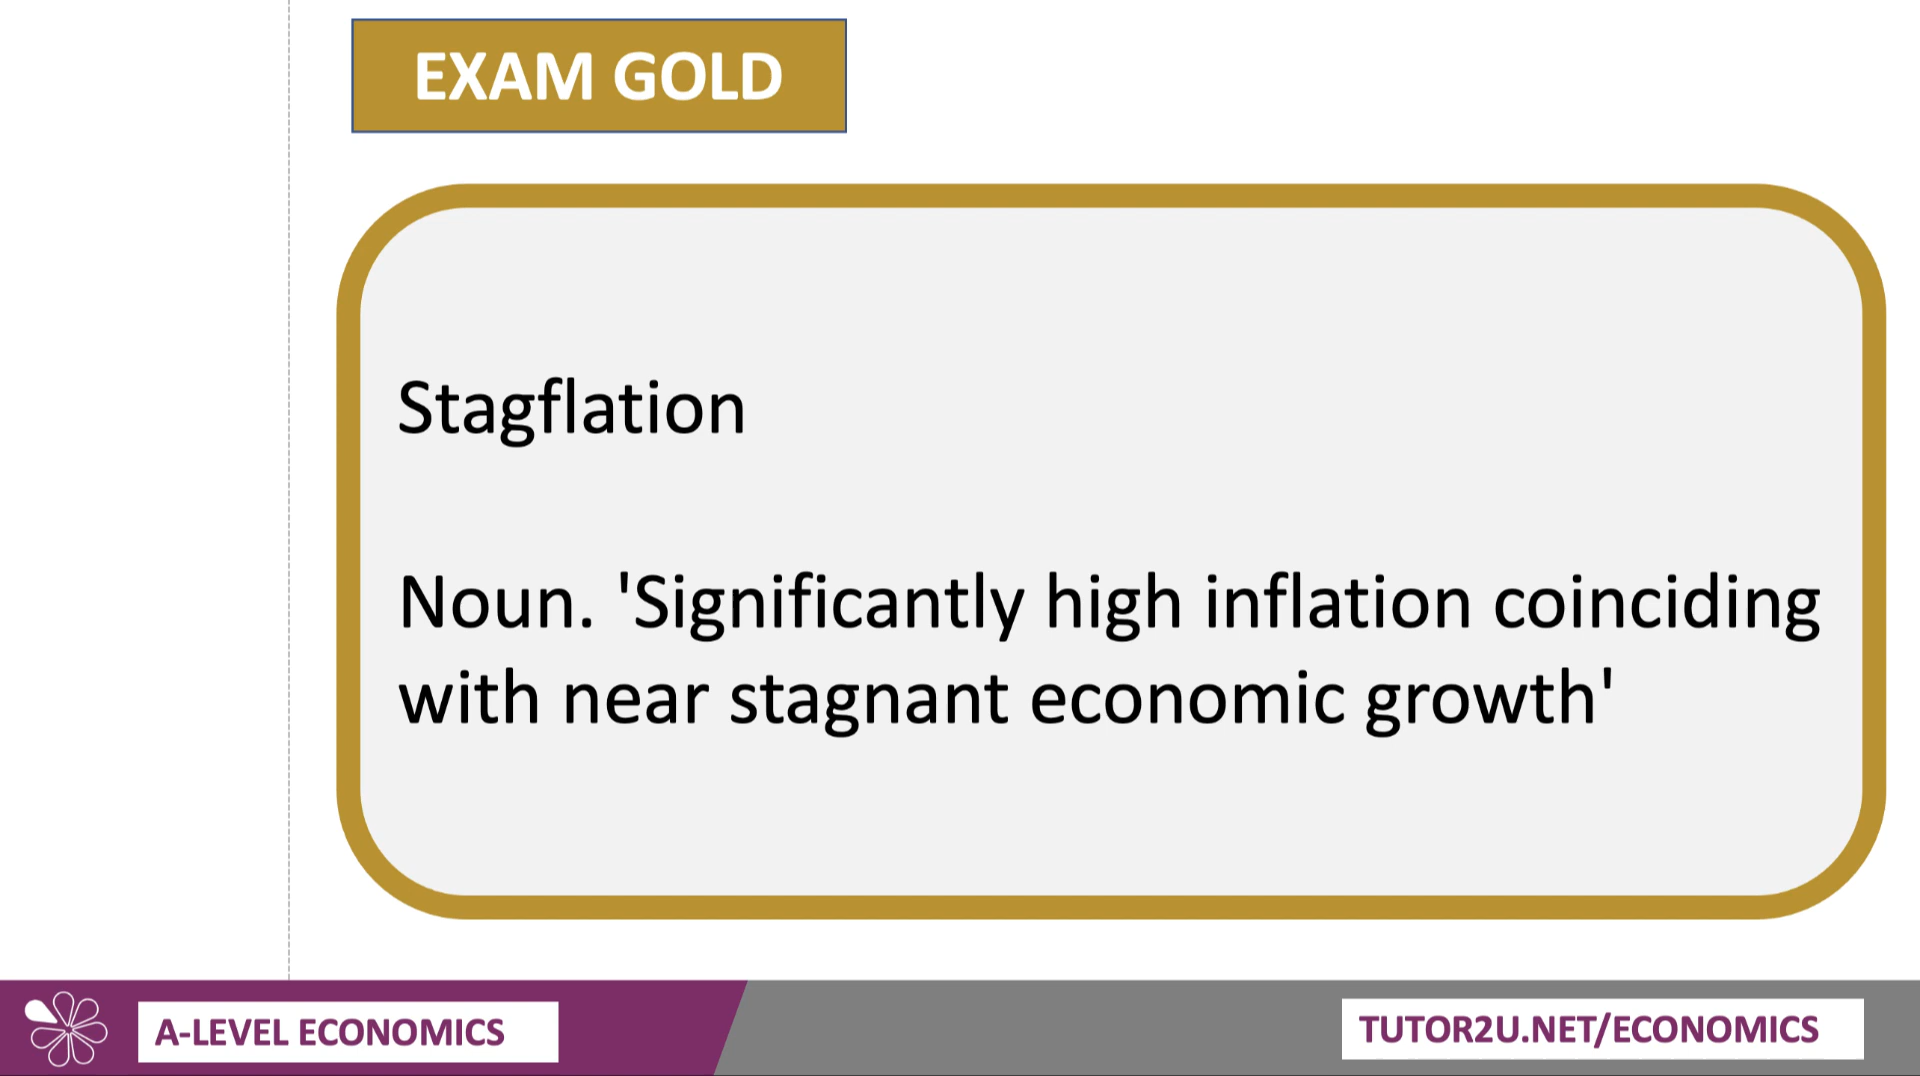 EXAM GOLD
Stagflation
Noun. 'Significantly high inflation coinciding
with near stagnant economic growth'
A-LEVEL ECONOMICS
TUTOR2U.NET/ECONOMICS